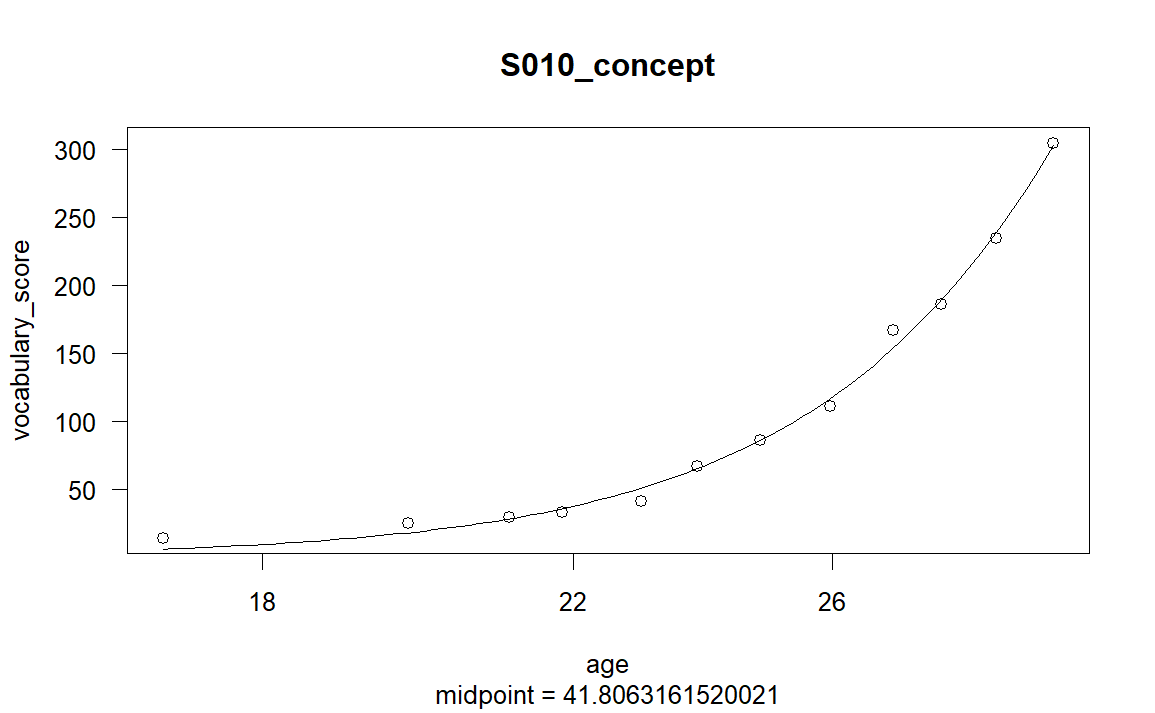 S010_concept
vocabulary_score
300
250
200
150
100
50
18 22 26
age
midpoint = 41.8063161520021